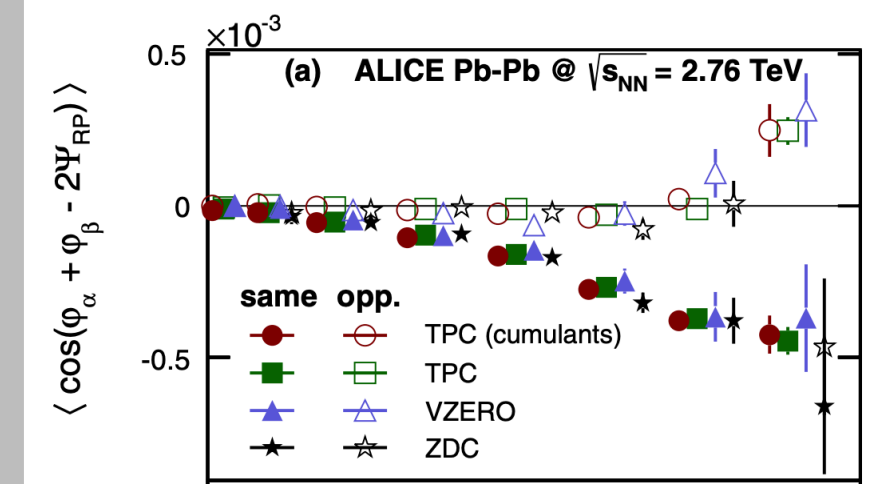 ×10⁻³
0.5
(a) ALICE Pb-Pb @ √sNN = 2.76 TeV
⟨ cos(φα + φβ - 2ΨRP) ⟩
0
same opp.
TPC (cumulants)
-0.5
TPC
VZERO
ZDC